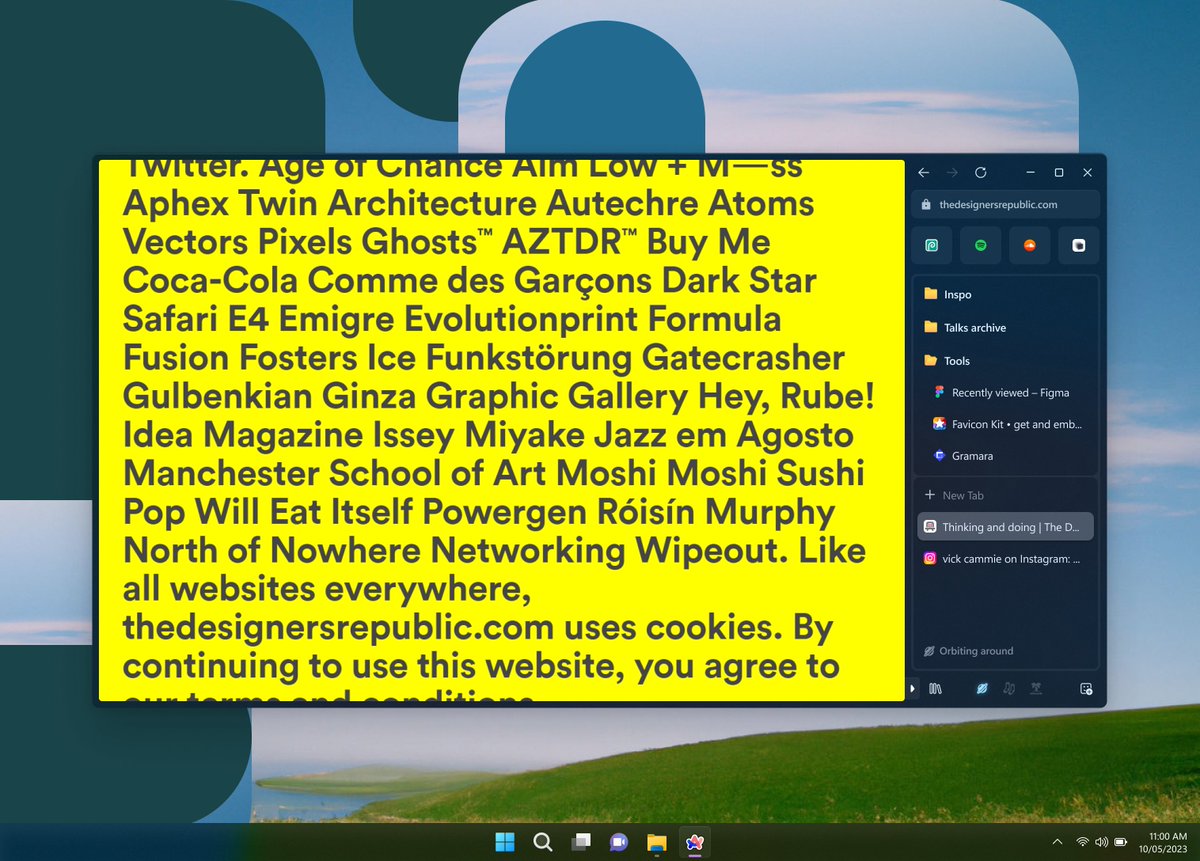 Twitter. Age of Chance Aim Low + M—ss
Aphex Twin Architecture Autechre Atoms
Vectors Pixels Ghosts™ AZTDR™ Buy Me
Coca-Cola Comme des Garçons Dark Star
Safari E4 Emigre Evolutionprint Formula
Fusion Fosters Ice Funkstörung Gatecrasher
Gulbenkian Ginza Graphic Gallery Hey, Rube!
Idea Magazine Issey Miyake Jazz em Agosto
Manchester School of Art Moshi Moshi Sushi
Pop Will Eat Itself Powergen Róisín Murphy
North of Nowhere Networking Wipeout. Like
all websites everywhere,
thedesignersrepublic.com uses cookies. By
continuing to use this website, you agree to
our terms and conditions
thedesignersrepublic.com
Inspo
Talks archive
Tools
Recently viewed – Figma
Favicon Kit • get and emb...
Gramara
New Tab
Thinking and doing | The D...
vick cammie on Instagram: ...
Orbiting around
11:00 AM
10/05/2023